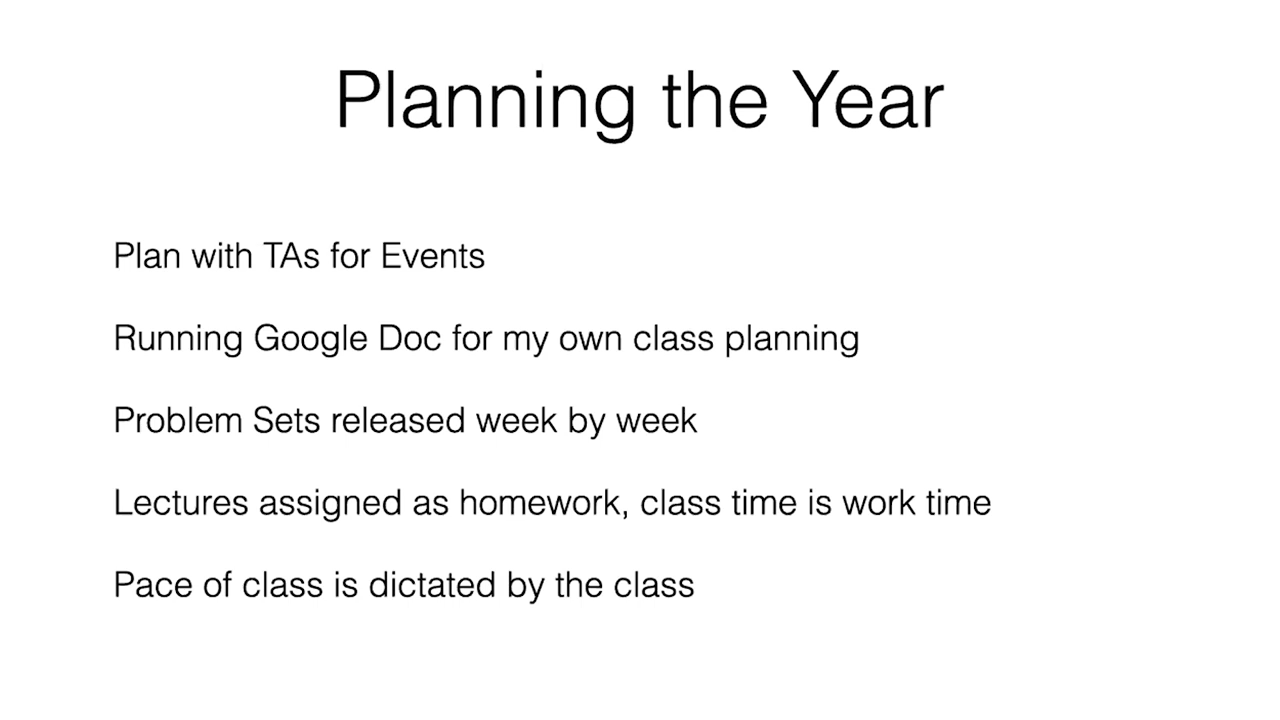 Planning the Year
Plan with TAs for Events
Running Google Doc for my own class planning
Problem Sets released week by week
Lectures assigned as homework, class time is work time
Pace of class is dictated by the class